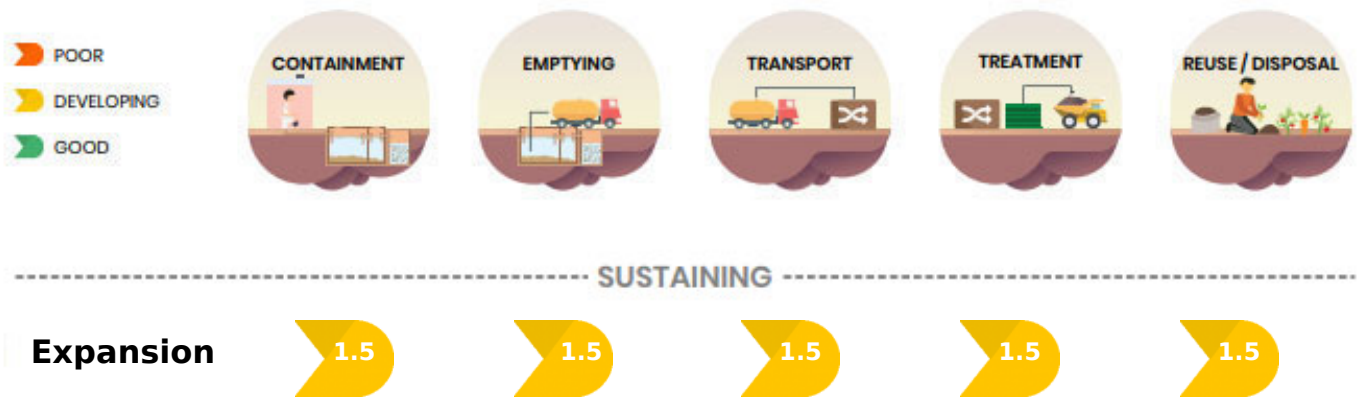 POOR
DEVELOPING
GOOD
CONTAINMENT
EMPTYING
TRANSPORT
TREATMENT
REUSE / DISPOSAL
SUSTAINING
Expansion 1.5 1.5 1.5 1.5 1.5